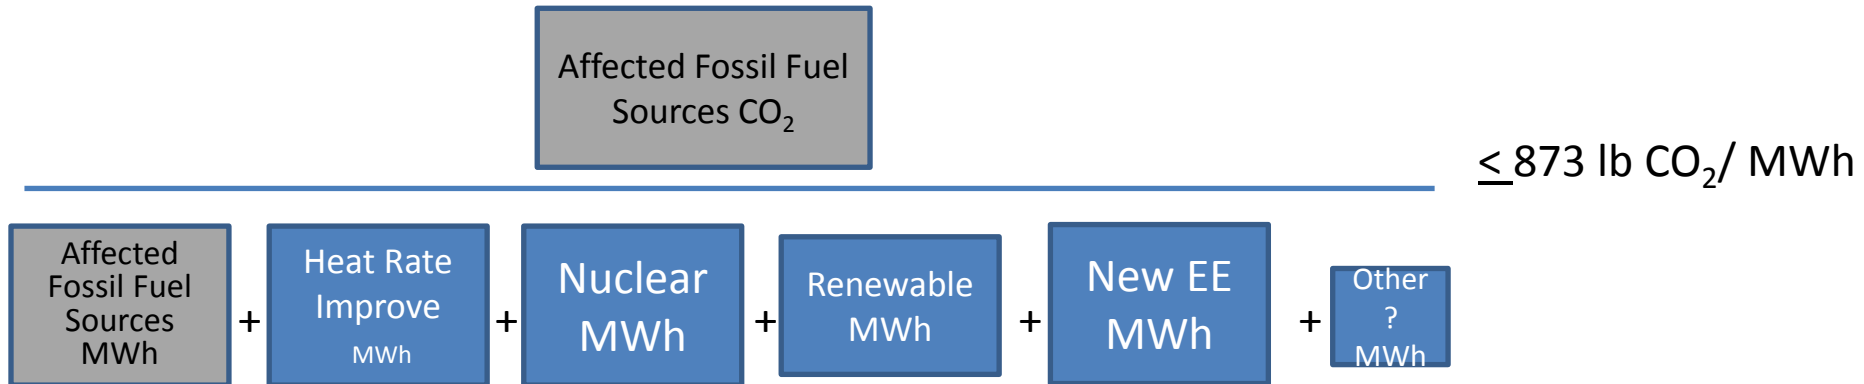 Affected Fossil Fuel
Sources CO₂
≤ 873 lb CO₂/ MWh
Affected
Fossil Fuel
Sources
MWh
+
Heat Rate
Improve
MWh
+
Nuclear
MWh
+
Renewable
MWh
+
New EE
MWh
+
Other
?
MWh